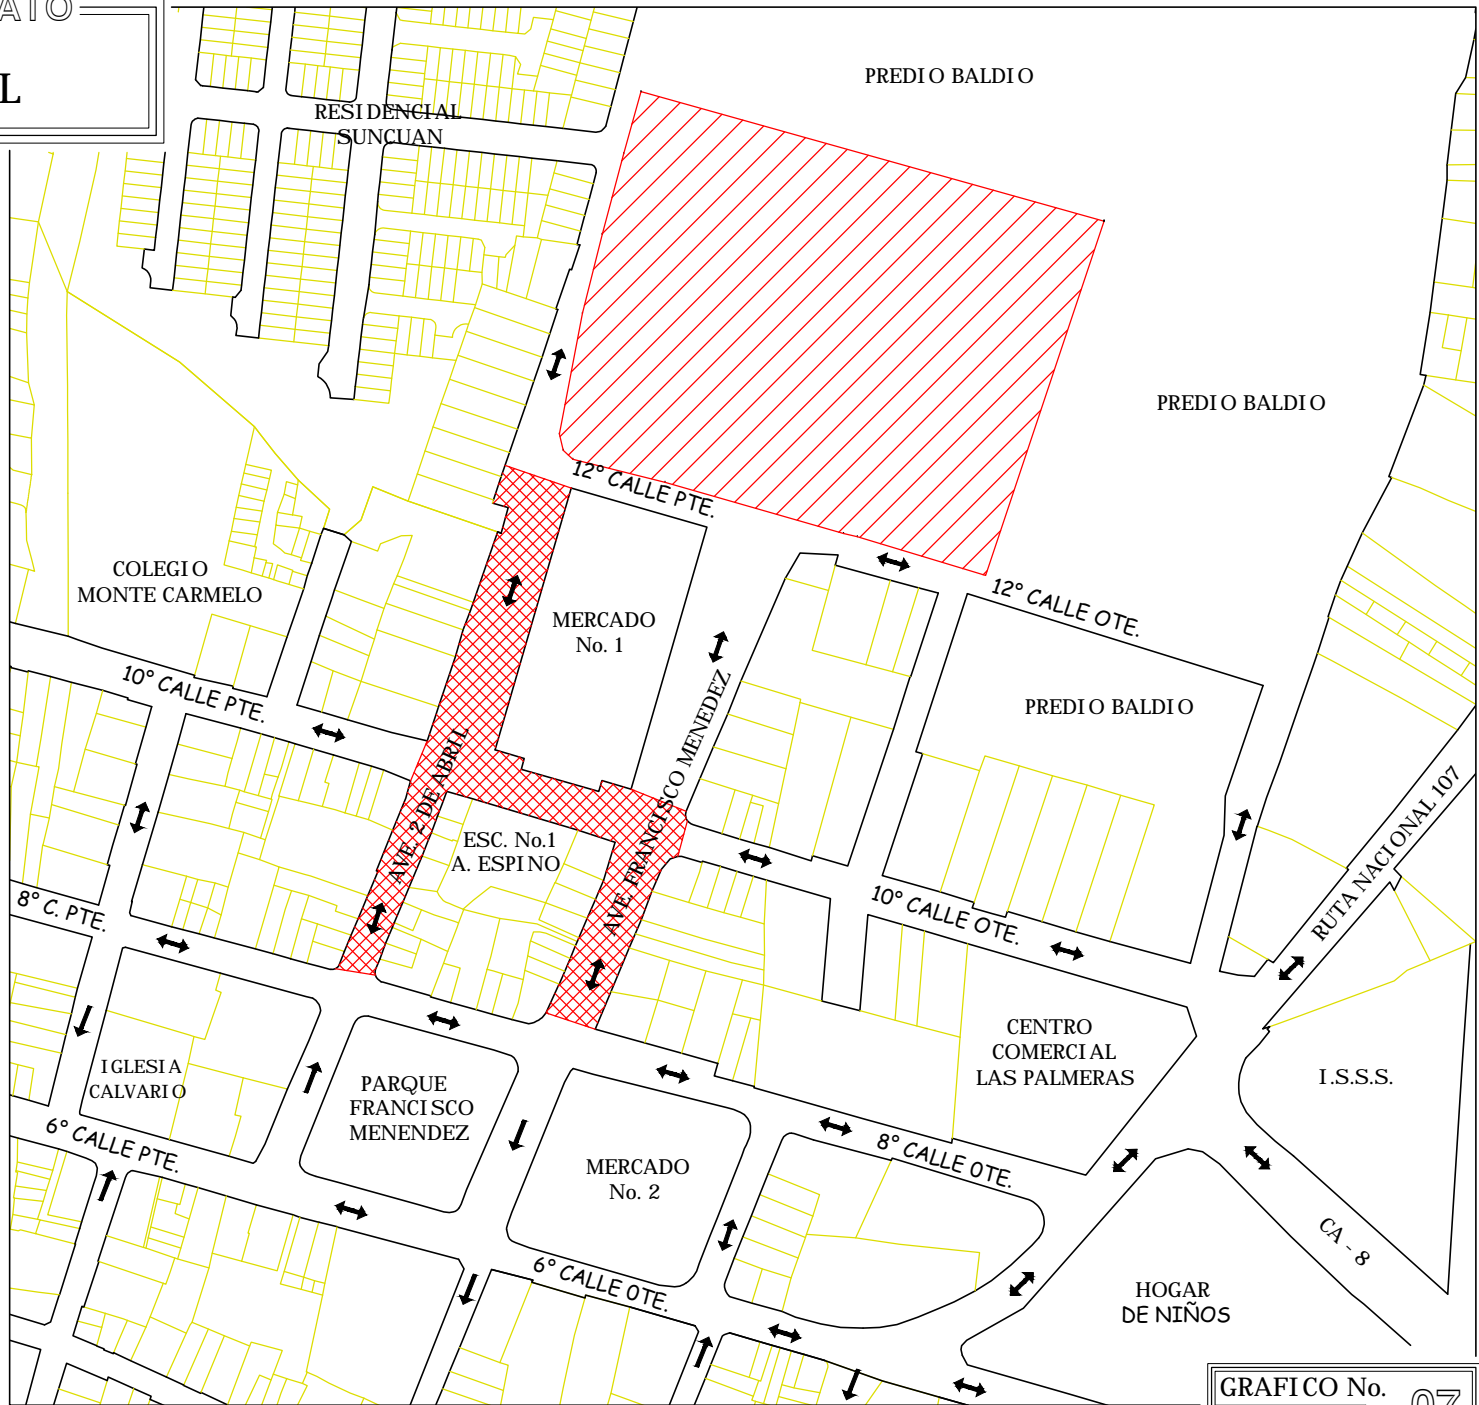 L
PREDIO BALDIO
RESIDENCIAL
SUNCUAN
PREDIO BALDIO
12° CALLE PTE.
COLEGIO
MONTE CARMELO
12° CALLE OTE.
MERCADO
No. 1
10° CALLE PTE.
PREDIO BALDIO
AVE. FRANCISCO MENEDEZ
AVE. 2 DE ABRIL
RUTA NACIONAL 107
ESC. No.1
A. ESPINO
8° C. PTE.
10° CALLE OTE.
CENTRO
COMERCIAL
LAS PALMERAS
IGLESIA
CALVARIO
PARQUE
FRANCISCO
MENENDEZ
I.S.S.S.
6° CALLE PTE.
8° CALLE OTE.
MERCADO
No. 2
CA - 8
6° CALLE OTE.
HOGAR
DE NIÑOS
GRAFICO No.